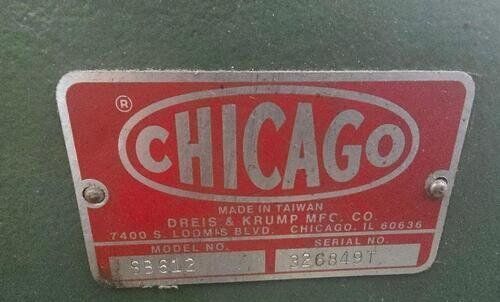 ®
CHICAGO
MADE IN TAIWAN
DREIS & KRUMP MFG. CO.
7400 S. LOOMIS BLVD. CHICAGO, IL 60636
MODEL NO. SERIAL NO.
SB612 326849T